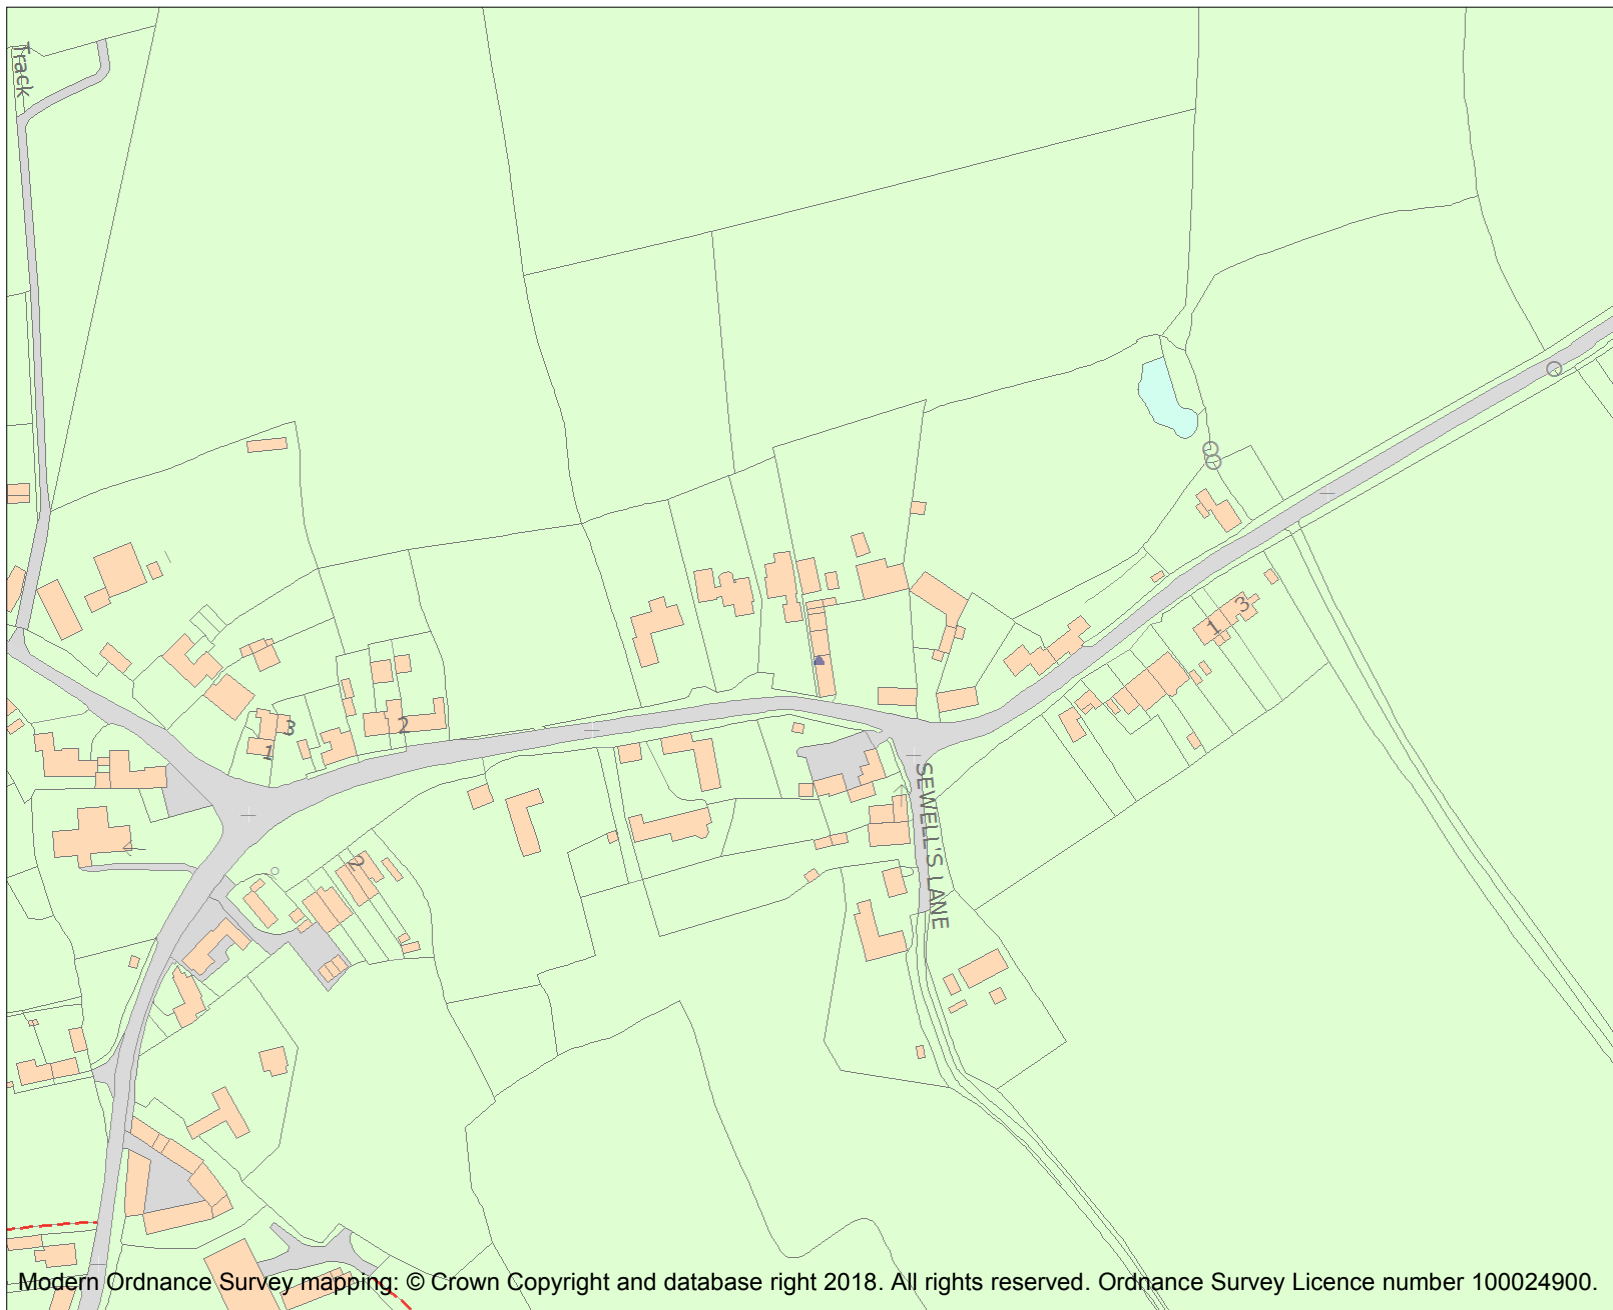 Track
3
1
2
3
1
SEWELL'S LANE
2
Modern Ordnance Survey mapping: © Crown Copyright and database right 2018. All rights reserved. Ordnance Survey Licence number 100024900.